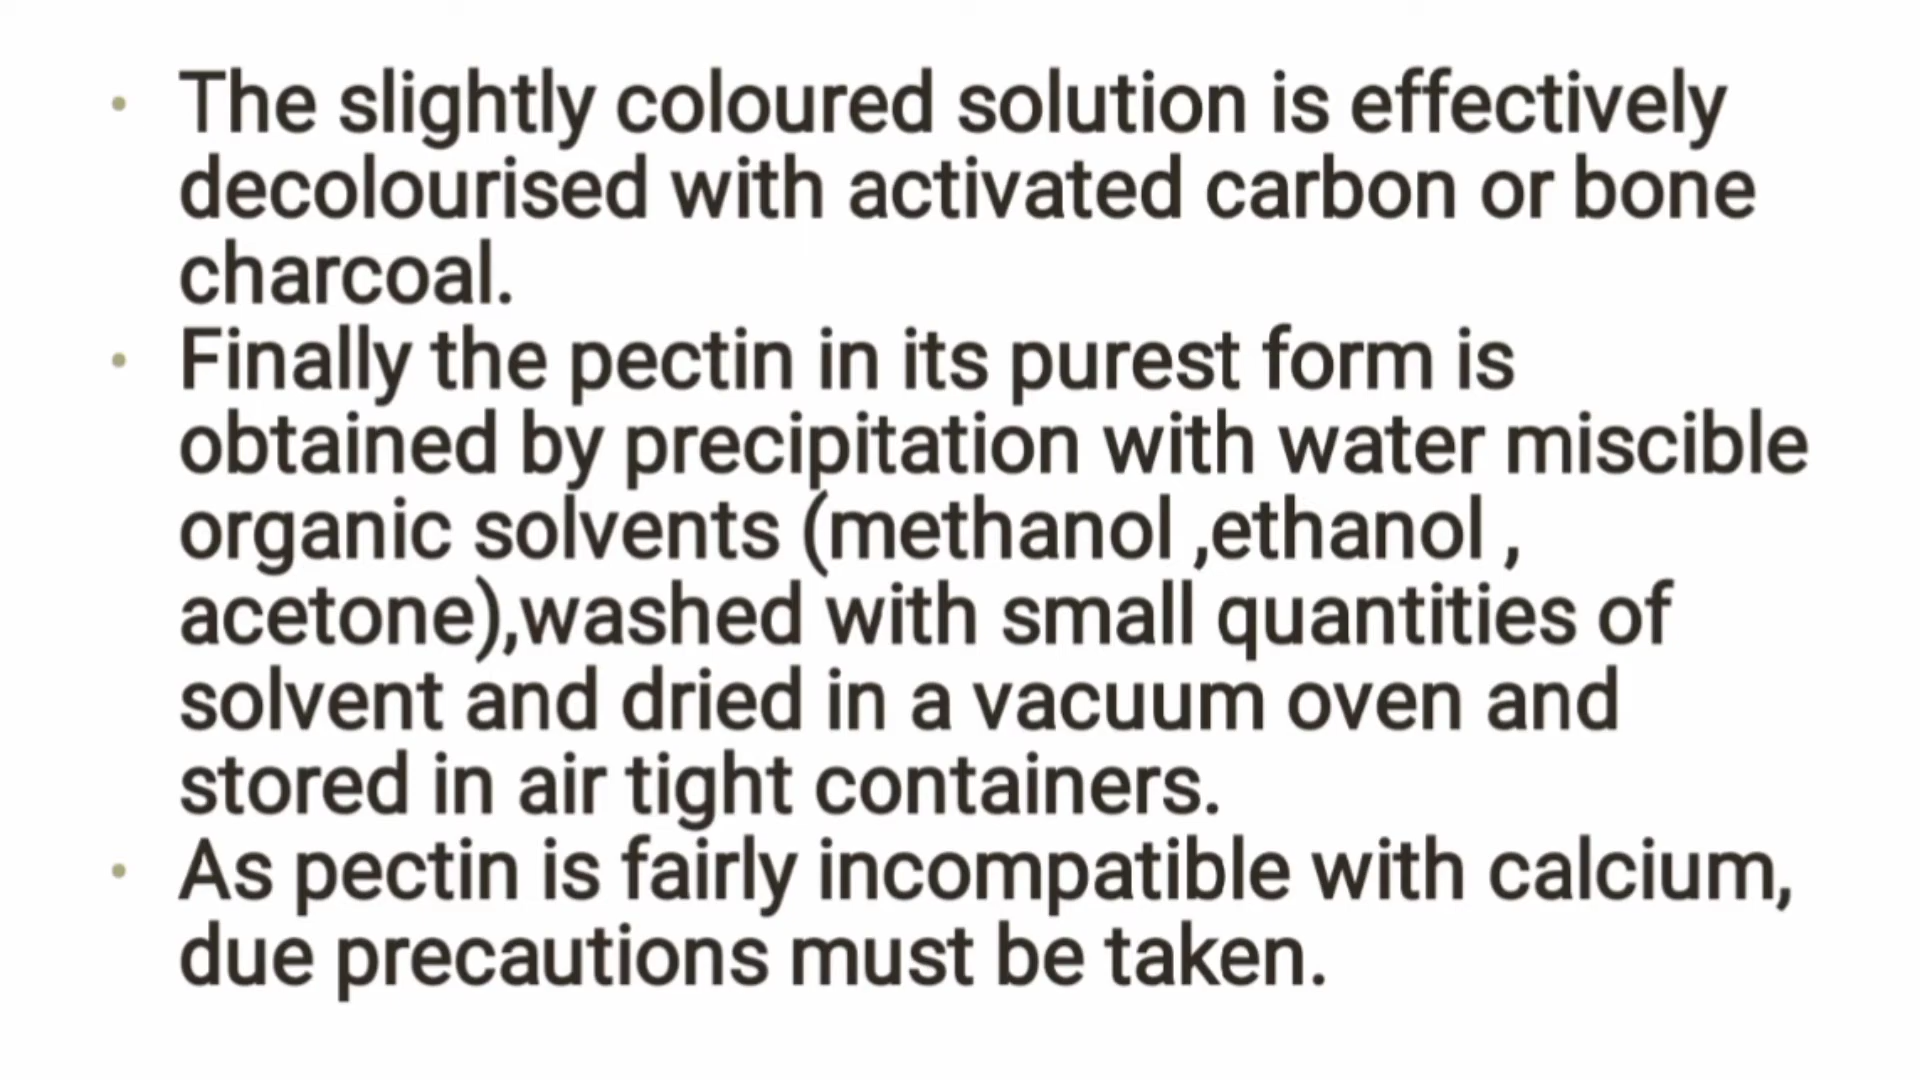 • The slightly coloured solution is effectively
decolourised with activated carbon or bone
charcoal.
• Finally the pectin in its purest form is
obtained by precipitation with water miscible
organic solvents (methanol ,ethanol ,
acetone),washed with small quantities of
solvent and dried in a vacuum oven and
stored in air tight containers.
• As pectin is fairly incompatible with calcium,
due precautions must be taken.